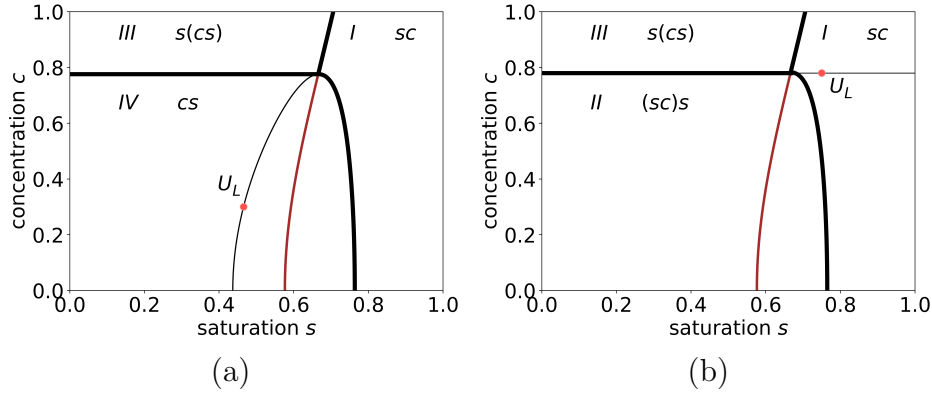 1.0
0.8
0.6
0.4
0.2
0.0
concentration c
III s(cs)
I sc
IV cs
U_L
0.0 0.2 0.4 0.6 0.8 1.0
saturation s
(a)
1.0
0.8
0.6
0.4
0.2
0.0
concentration c
III s(cs)
I sc
U_L
II (sc)s
0.0 0.2 0.4 0.6 0.8 1.0
saturation s
(b)